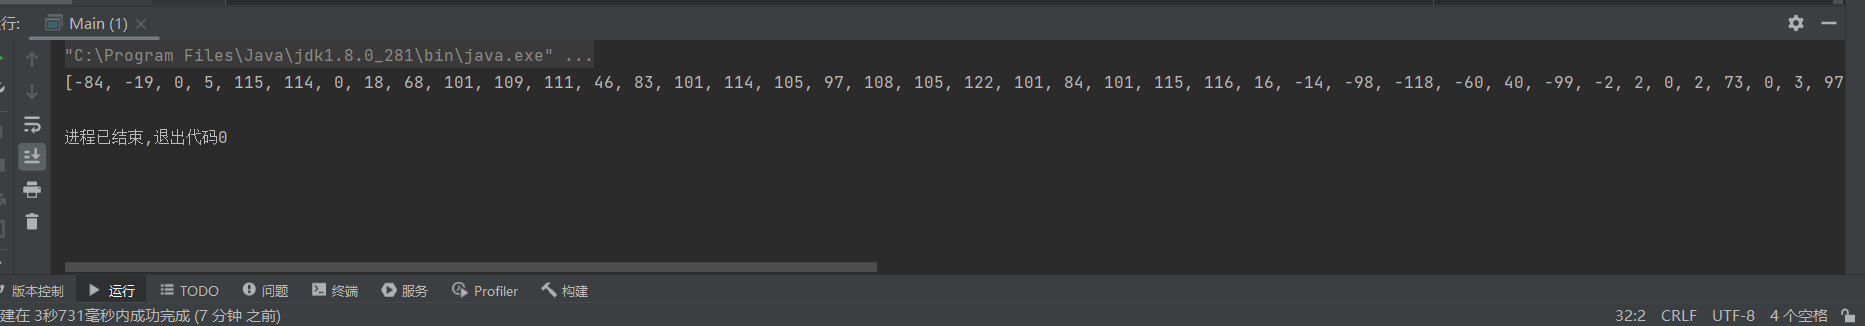 行:
Main (1)
"C:\Program Files\Java\jdk1.8.0_281\bin\java.exe" ...
[-84, -19, 0, 5, 115, 114, 0, 18, 68, 101, 109, 111, 46, 83, 101, 114, 105, 97, 108, 105, 122, 101, 84, 101, 115, 116, 16, -14, -98, -118, -60, 40, -99, -2, 2, 0, 2, 73, 0, 3, 97
进程已结束,退出代码0
版本控制 运行 TODO 问题 终端 服务 Profiler 构建
建在 3秒731毫秒内成功完成 (7 分钟 之前)
32:2 CRLF UTF-8 4 个空格